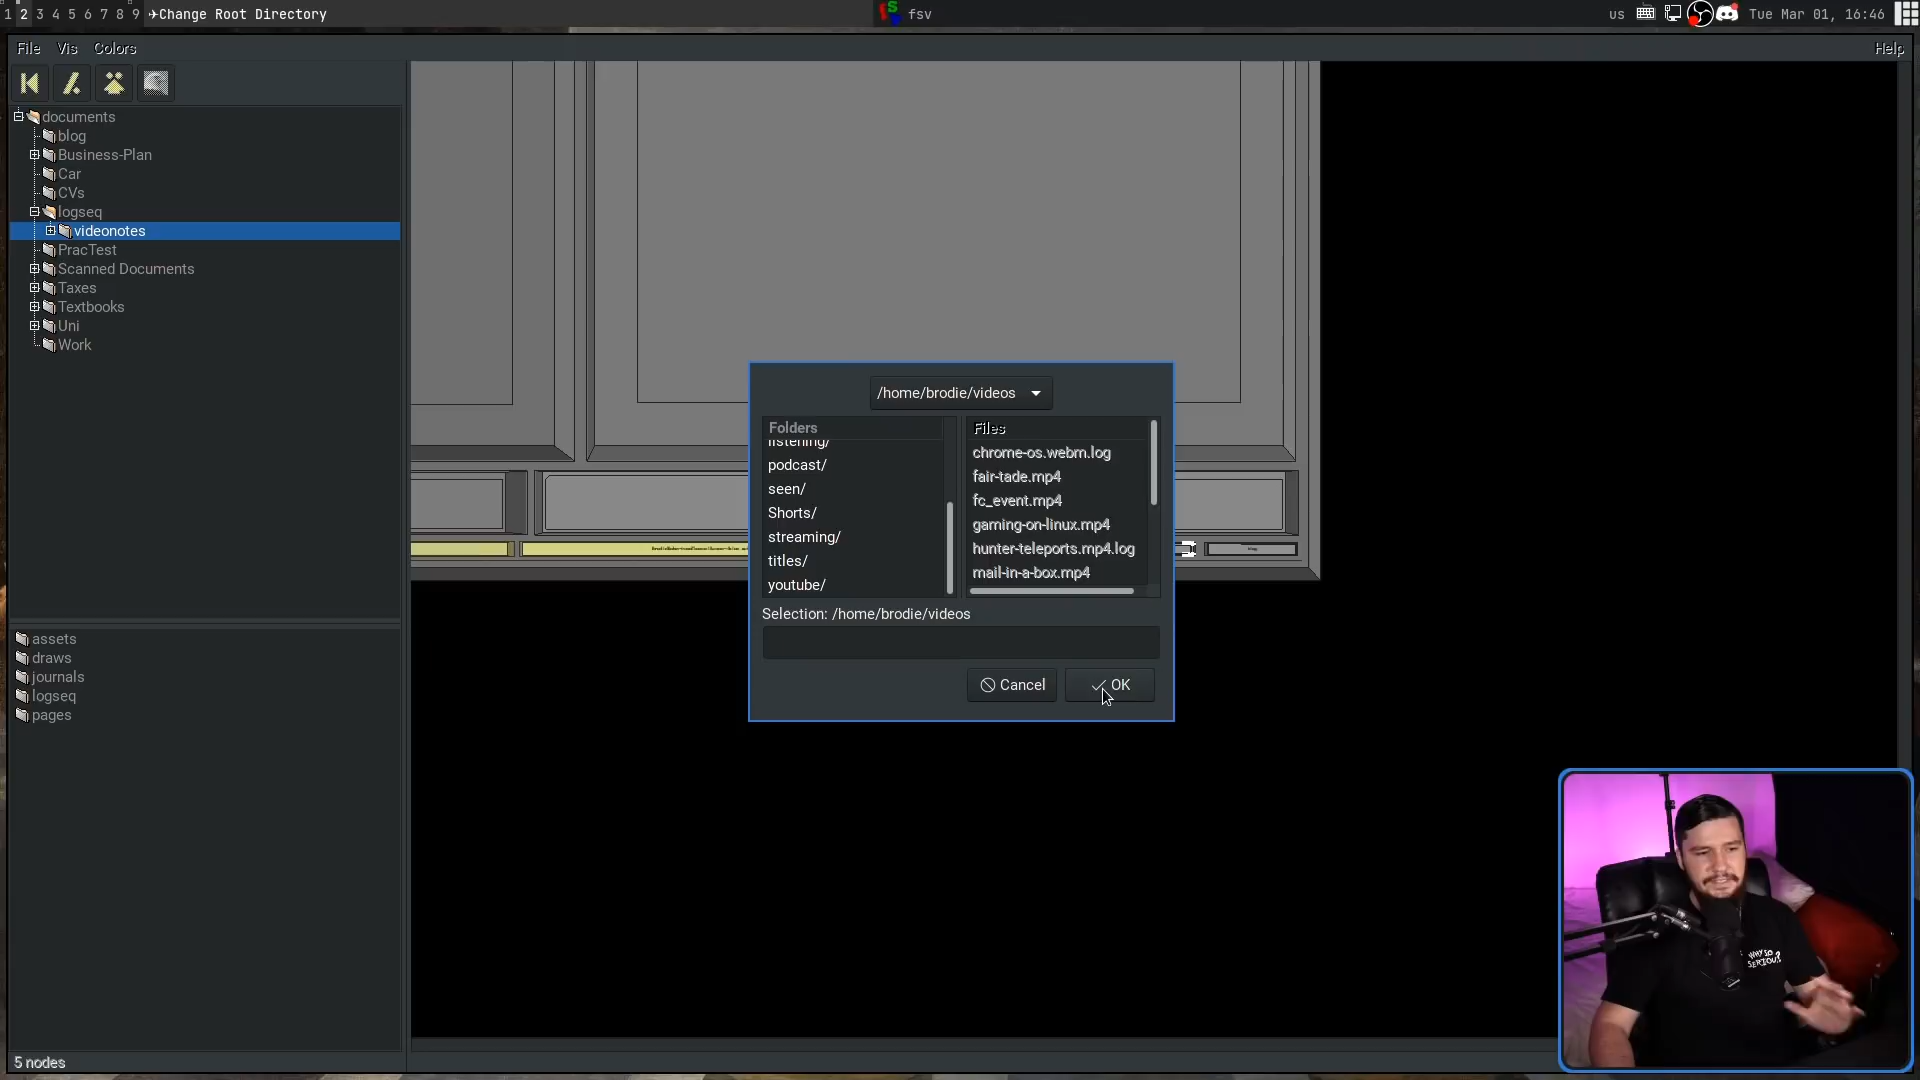 1 2 3 4 5 6 7 8 9 ✈Change Root Directory
fsv
us
Tue Mar 01, 16:46
File Vis Colors
Help
documents
blog
Business-Plan
Car
CVs
logseq
videonotes
PracTest
Scanned Documents
Taxes
Textbooks
Uni
Work
assets
draws
journals
logseq
pages
5 nodes
/home/brodie/videos
Folders
listening/
podcast/
seen/
Shorts/
streaming/
titles/
youtube/
Files
chrome-os.webm.log
fair-tade.mp4
fc_event.mp4
gaming-on-linux.mp4
hunter-teleports.mp4.log
mail-in-a-box.mp4
Selection: /home/brodie/videos
Cancel
OK
WHY SO
SERIOUS?